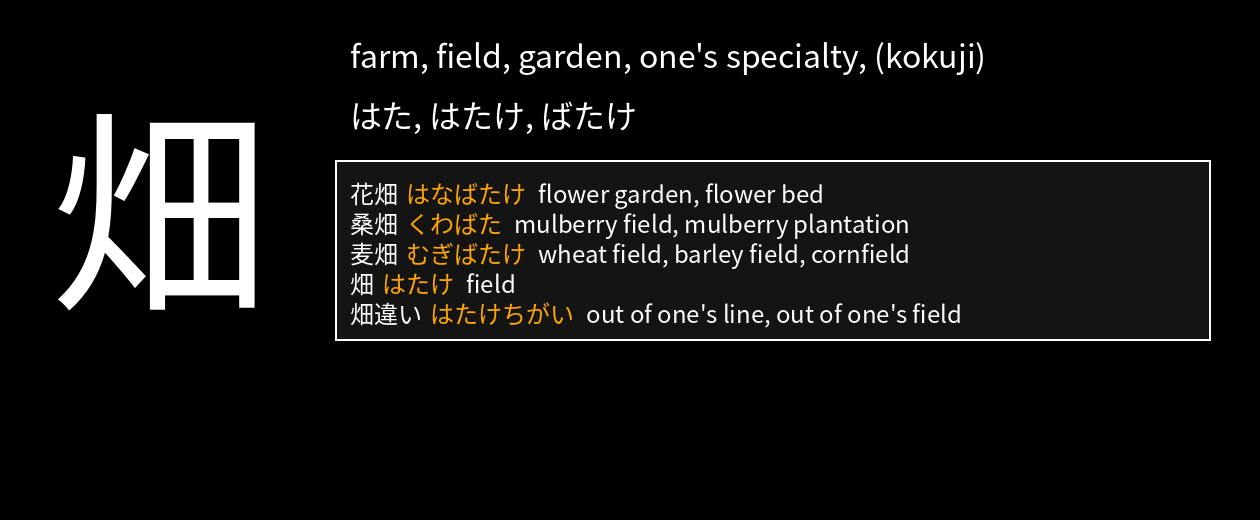 畑
farm, field, garden, one's specialty, (kokuji)
はた, はたけ, ばたけ
花畑 はなばたけ flower garden, flower bed
桑畑 くわばた mulberry field, mulberry plantation
麦畑 むぎばたけ wheat field, barley field, cornfield
畑 はたけ field
畑違い はたけちがい out of one's line, out of one's field